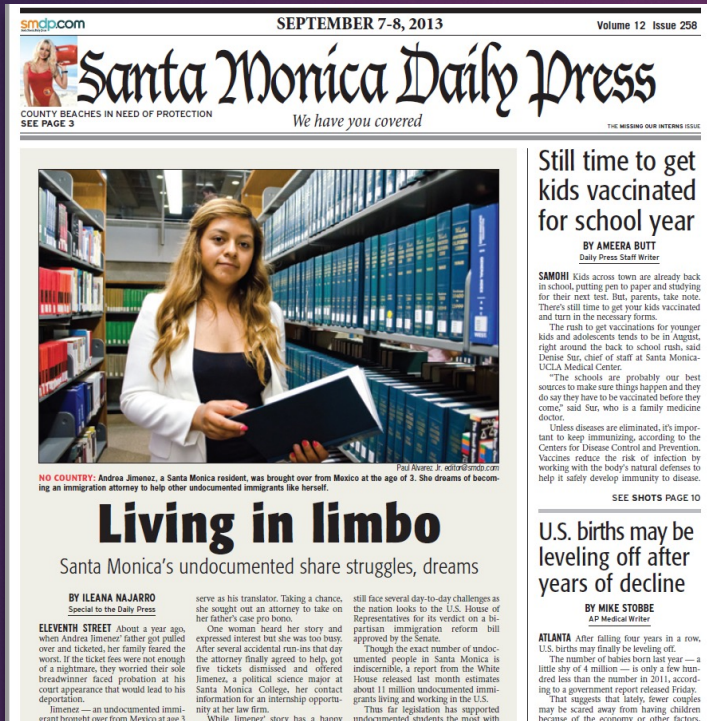 smdp.com
SEPTEMBER 7-8, 2013
Volume 12 Issue 258
Santa Monica Daily Press
COUNTY BEACHES IN NEED OF PROTECTION
SEE PAGE 3
We have you covered
THE MISSING OUR INTERNS ISSUE
Paul Alvarez Jr. editor@smdp.com
NO COUNTRY: Andrea Jimenez, a Santa Monica resident, was brought over from Mexico at the age of 3. She dreams of becom-
ing an immigration attorney to help other undocumented immigrants like herself.
Living in limbo
Santa Monica's undocumented share struggles, dreams
BY ILEANA NAJARRO
Special to the Daily Press
ELEVENTH STREET About a year ago,
when Andrea Jimenez' father got pulled
over and ticketed, her family feared the
worst. If the ticket fees were not enough
of a nightmare, they worried their sole
breadwinner faced probation at his
court appearance that would lead to his
deportation.
Jimenez — an undocumented immi-
grant brought over from Mexico at age 3
serve as his translator. Taking a chance,
she sought out an attorney to take on
her father's case pro bono.
One woman heard her story and
expressed interest but she was too busy.
After several accidental run-ins that day
the attorney finally agreed to help, got
five tickets dismissed and offered
Jimenez, a political science major at
Santa Monica College, her contact
information for an internship opportu-
nity at her law firm.
While Jimenez' story has a happy
still face several day-to-day challenges as
the nation looks to the U.S. House of
Representatives for its verdict on a bi-
partisan immigration reform bill
approved by the Senate.
Though the exact number of undoc-
umented people in Santa Monica is
indiscernible, a report from the White
House released last month estimates
about 11 million undocumented immi-
grants living and working in the U.S.
Thus far legislation has supported
undocumented students the most with
Still time to get
kids vaccinated
for school year
BY AMEERA BUTT
Daily Press Staff Writer
SAMOHI Kids across town are already back
in school, putting pen to paper and studying
for their next test. But, parents, take note.
There's still time to get your kids vaccinated
and turn in the necessary forms.
The rush to get vaccinations for younger
kids and adolescents tends to be in August,
right around the back to school rush, said
Denise Sur, chief of staff at Santa Monica-
UCLA Medical Center.
"The schools are probably our best
sources to make sure things happen and they
do say they have to be vaccinated before they
come," said Sur, who is a family medicine
doctor.
Unless diseases are eliminated, it's impor-
tant to keep immunizing, according to the
Centers for Disease Control and Prevention.
Vaccines reduce the risk of infection by
working with the body's natural defenses to
help it safely develop immunity to disease.
SEE SHOTS PAGE 10
U.S. births may be
leveling off after
years of decline
BY MIKE STOBBE
AP Medical Writer
ATLANTA After falling four years in a row,
U.S. births may finally be leveling off.
The number of babies born last year — a
little shy of 4 million — is only a few hun-
dred less than the number in 2011, accord-
ing to a government report released Friday.
That suggests that lately, fewer couples
may be scared away from having children
because of the economy or other factors,